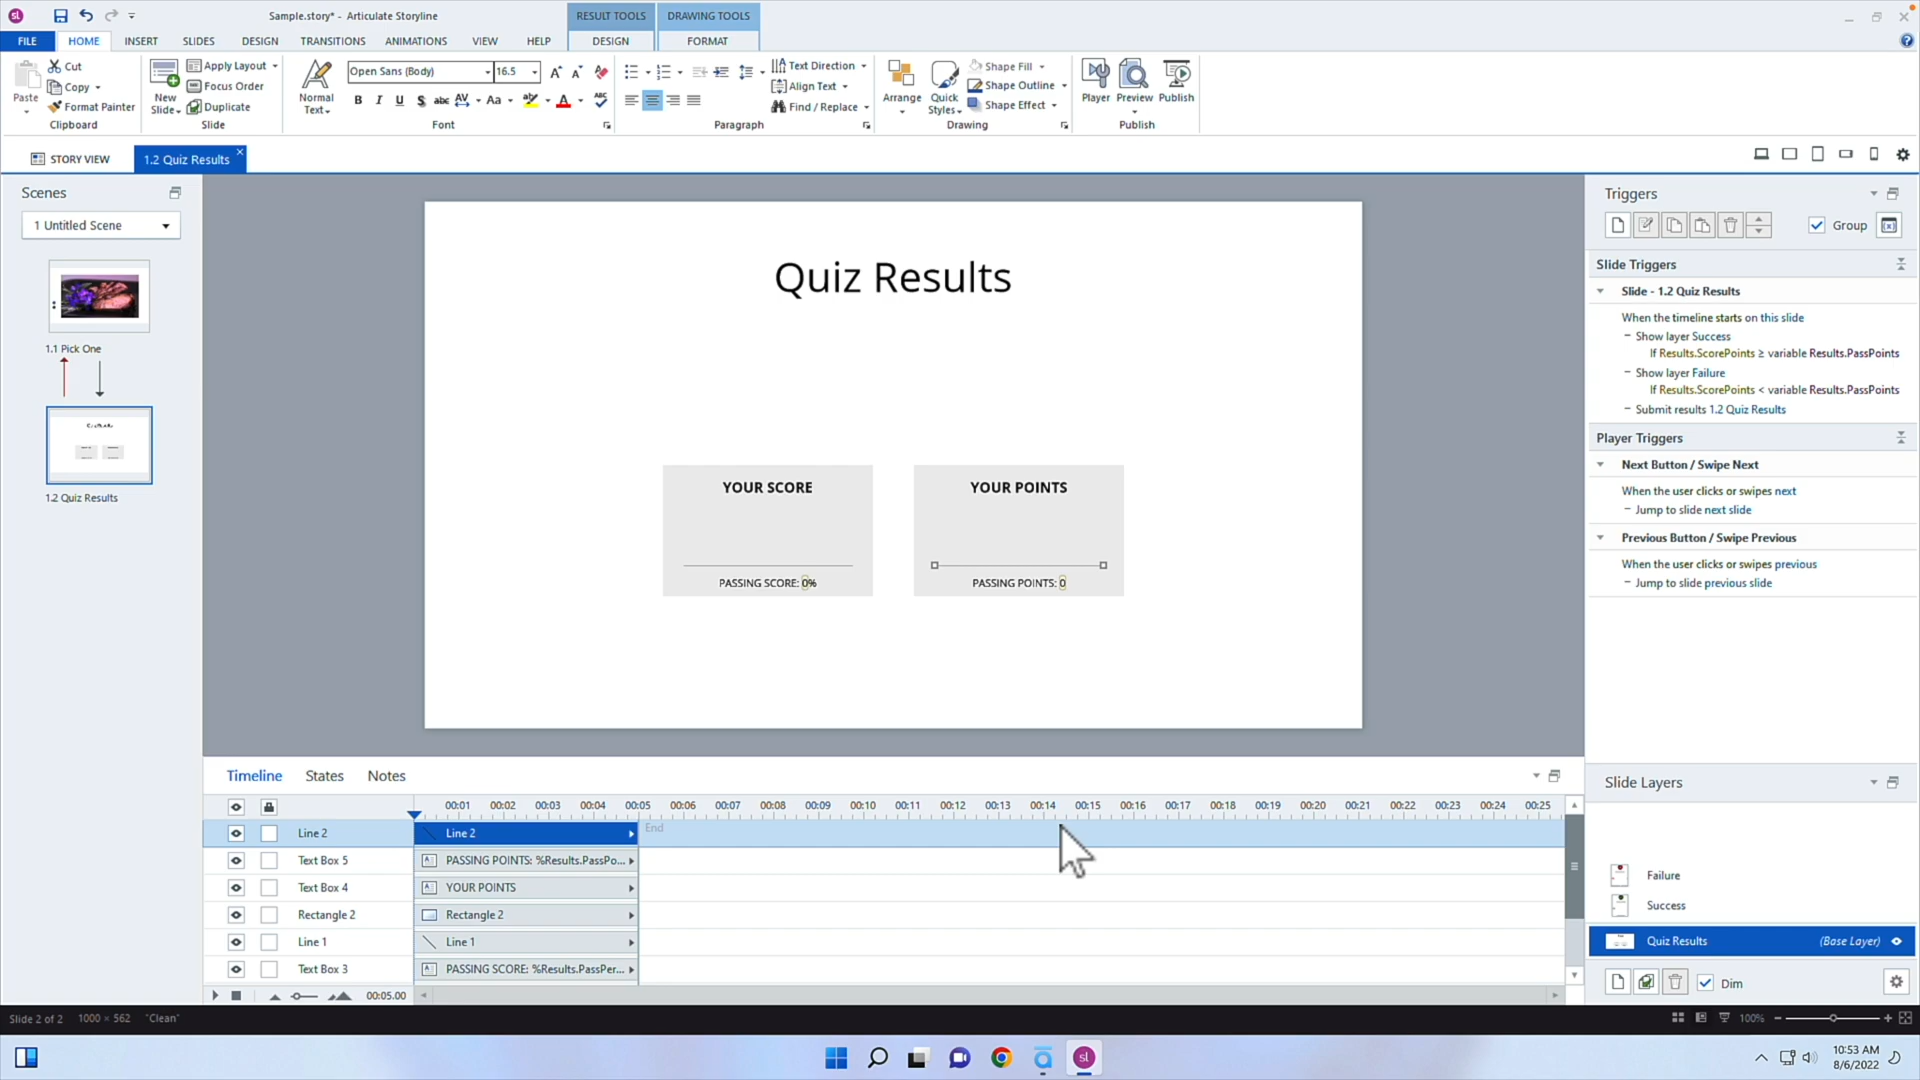 sl
Sample.story* - Articulate Storyline
RESULT TOOLS
DRAWING TOOLS
FILE
HOME
INSERT
SLIDES
DESIGN
TRANSITIONS
ANIMATIONS
VIEW
HELP
DESIGN
FORMAT
Paste
Cut
Copy
Format Painter
Clipboard
New
Slide
Apply Layout
Focus Order
Duplicate
Slide
Normal
Text
Open Sans (Body)
16.5
B I U S abc AV Aa A
Font
Text Direction
Align Text
Find / Replace
Paragraph
Arrange
Quick
Styles
Shape Fill
Shape Outline
Shape Effect
Drawing
Player
Preview
Publish
Publish
STORY VIEW
1.2 Quiz Results
Scenes
1 Untitled Scene
1.1 Pick One
1.2 Quiz Results
Quiz Results
YOUR SCORE
PASSING SCORE: 0%
YOUR POINTS
PASSING POINTS: 0
Triggers
Group
Slide Triggers
Slide - 1.2 Quiz Results
When the timeline starts on this slide
– Show layer Success
If Results.ScorePoints ≥ variable Results.PassPoints
– Show layer Failure
If Results.ScorePoints < variable Results.PassPoints
– Submit results 1.2 Quiz Results
Player Triggers
Next Button / Swipe Next
When the user clicks or swipes next
– Jump to slide next slide
Previous Button / Swipe Previous
When the user clicks or swipes previous
– Jump to slide previous slide
Timeline
States
Notes
00:01 00:02 00:03 00:04 00:05 00:06 00:07 00:08 00:09 00:10 00:11 00:12 00:13 00:14 00:15 00:16 00:17 00:18 00:19 00:20 00:21 00:22 00:23 00:24 00:25
Line 2 Line 2 End
Text Box 5 PASSING POINTS: %Results.PassPo...
Text Box 4 YOUR POINTS
Rectangle 2 Rectangle 2
Line 1 Line 1
Text Box 3 PASSING SCORE: %Results.PassPer...
00:05.00
Slide Layers
Failure
Success
Quiz Results (Base Layer)
Dim
Slide 2 of 2 1000 × 562 "Clean"
100%
sl
10:53 AM
8/6/2022